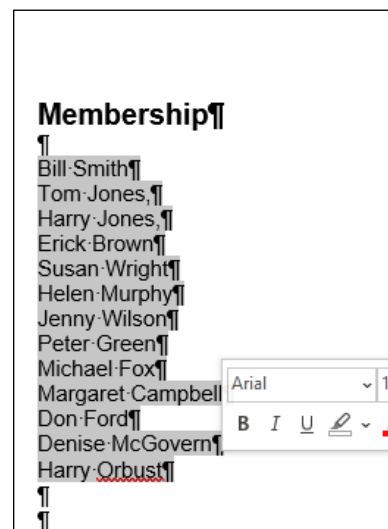 Membership¶
¶
Bill·Smith¶
Tom·Jones,¶
Harry·Jones,¶
Erick·Brown¶
Susan·Wright¶
Helen·Murphy¶
Jenny·Wilson¶
Peter·Green¶
Michael·Fox¶
Margaret·Campbell
Don·Ford¶
Denise·McGovern¶
Harry·Orbust¶
¶
¶
Arial 1
B I U